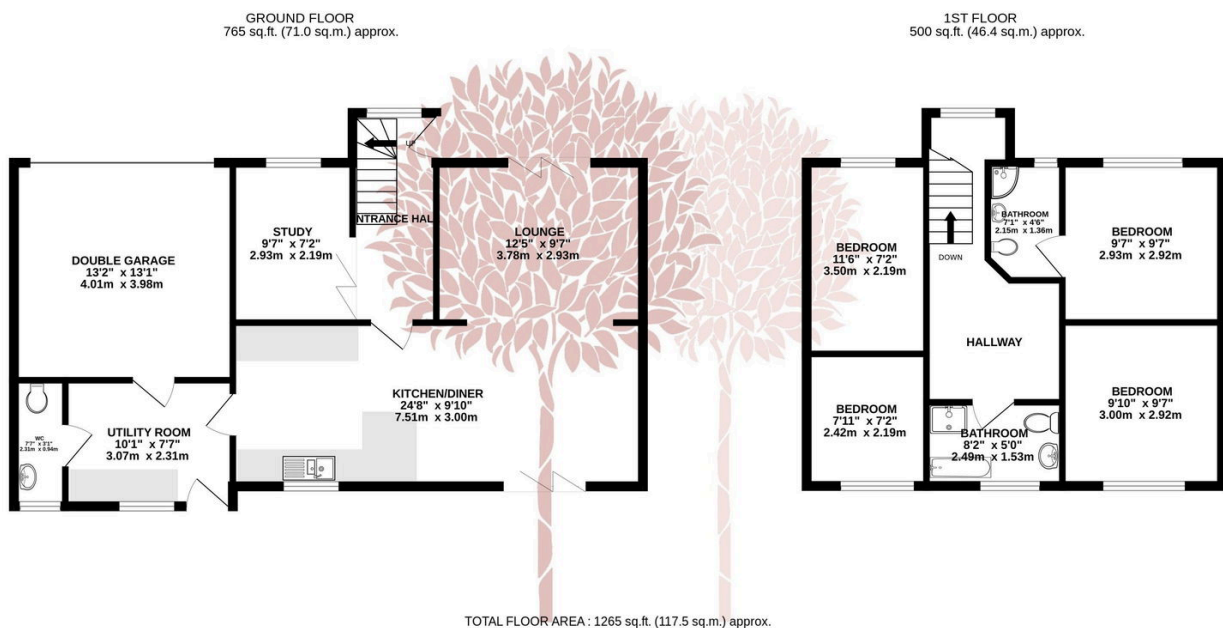 GROUND FLOOR
765 sq.ft. (71.0 sq.m.) approx.
1ST FLOOR
500 sq.ft. (46.4 sq.m.) approx.
UP
STUDY
9'7" x 7'2"
2.93m x 2.19m
ENTRANCE HALL
LOUNGE
12'5" x 9'7"
3.78m x 2.93m
DOUBLE GARAGE
13'2" x 13'1"
4.01m x 3.98m
KITCHEN/DINER
24'8" x 9'10"
7.51m x 3.00m
UTILITY ROOM
10'1" x 7'7"
3.07m x 2.31m
WC
7'7" x 3'1"
2.31m x 0.94m
BATHROOM
7'1" x 4'6"
2.15m x 1.36m
BEDROOM
11'6" x 7'2"
3.50m x 2.19m
DOWN
BEDROOM
9'7" x 9'7"
2.93m x 2.92m
HALLWAY
BEDROOM
7'11" x 7'2"
2.42m x 2.19m
BATHROOM
8'2" x 5'0"
2.49m x 1.53m
BEDROOM
9'10" x 9'7"
3.00m x 2.92m
TOTAL FLOOR AREA : 1265 sq.ft. (117.5 sq.m.) approx.